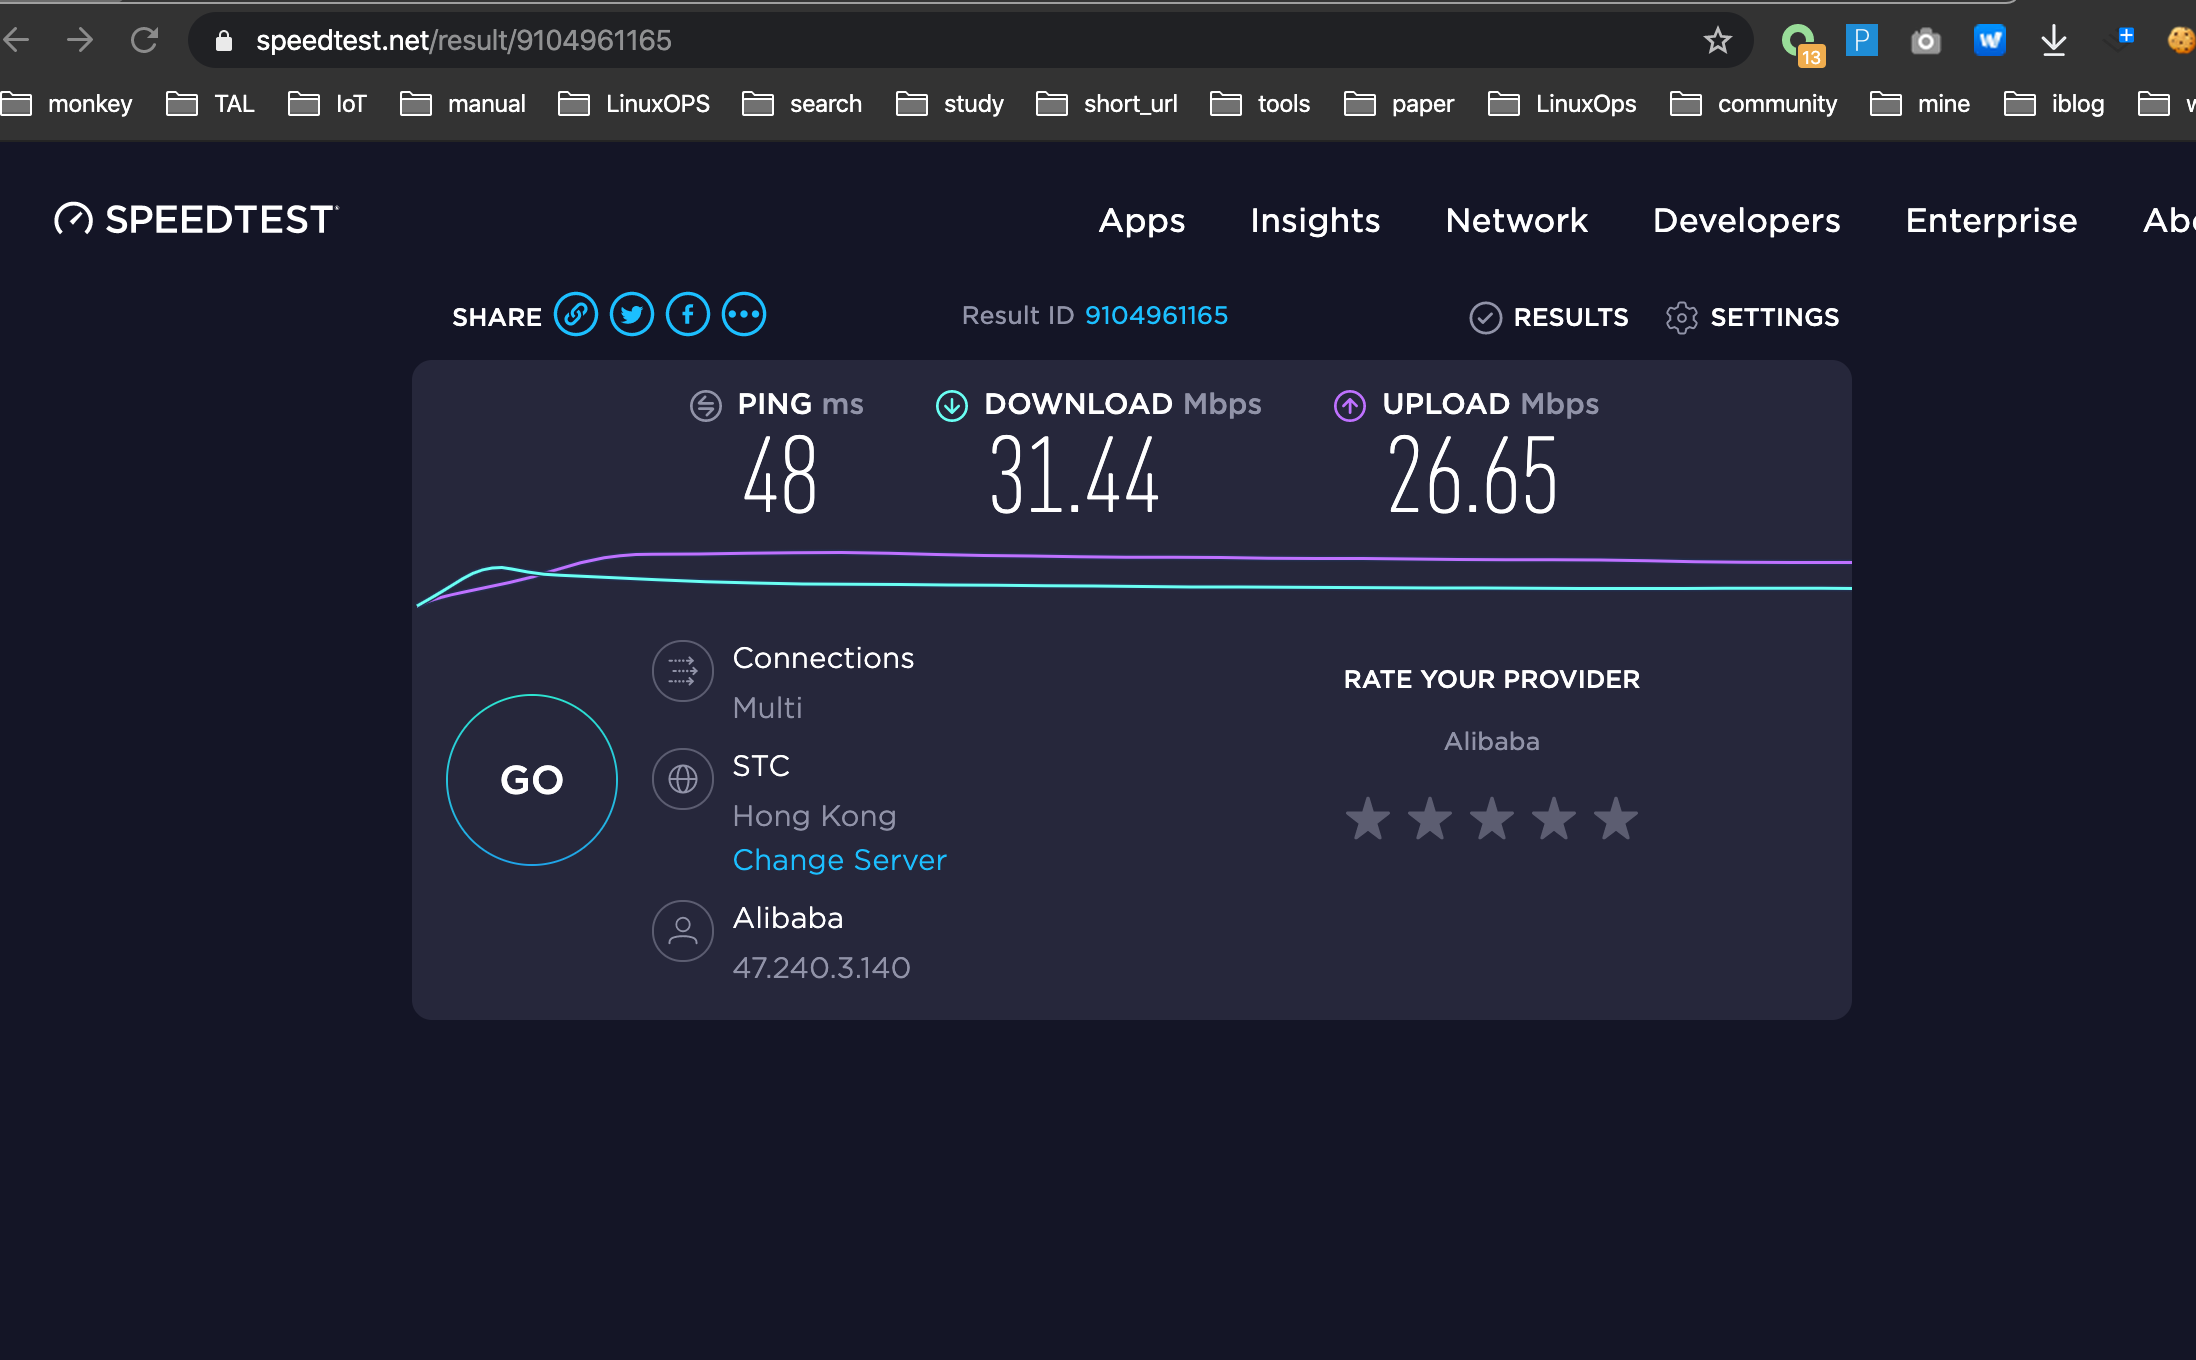 speedtest.net/result/9104961165
13
P
W
monkey TAL IoT manual LinuxOPS search study short_url tools paper LinuxOps community mine iblog
SPEEDTEST
Apps Insights Network Developers Enterprise
SHARE
Result ID 9104961165
RESULTS SETTINGS
PING ms DOWNLOAD Mbps UPLOAD Mbps
48 31.44 26.65
Connections
Multi
STC
Hong Kong
Change Server
Alibaba
47.240.3.140
GO
RATE YOUR PROVIDER
Alibaba